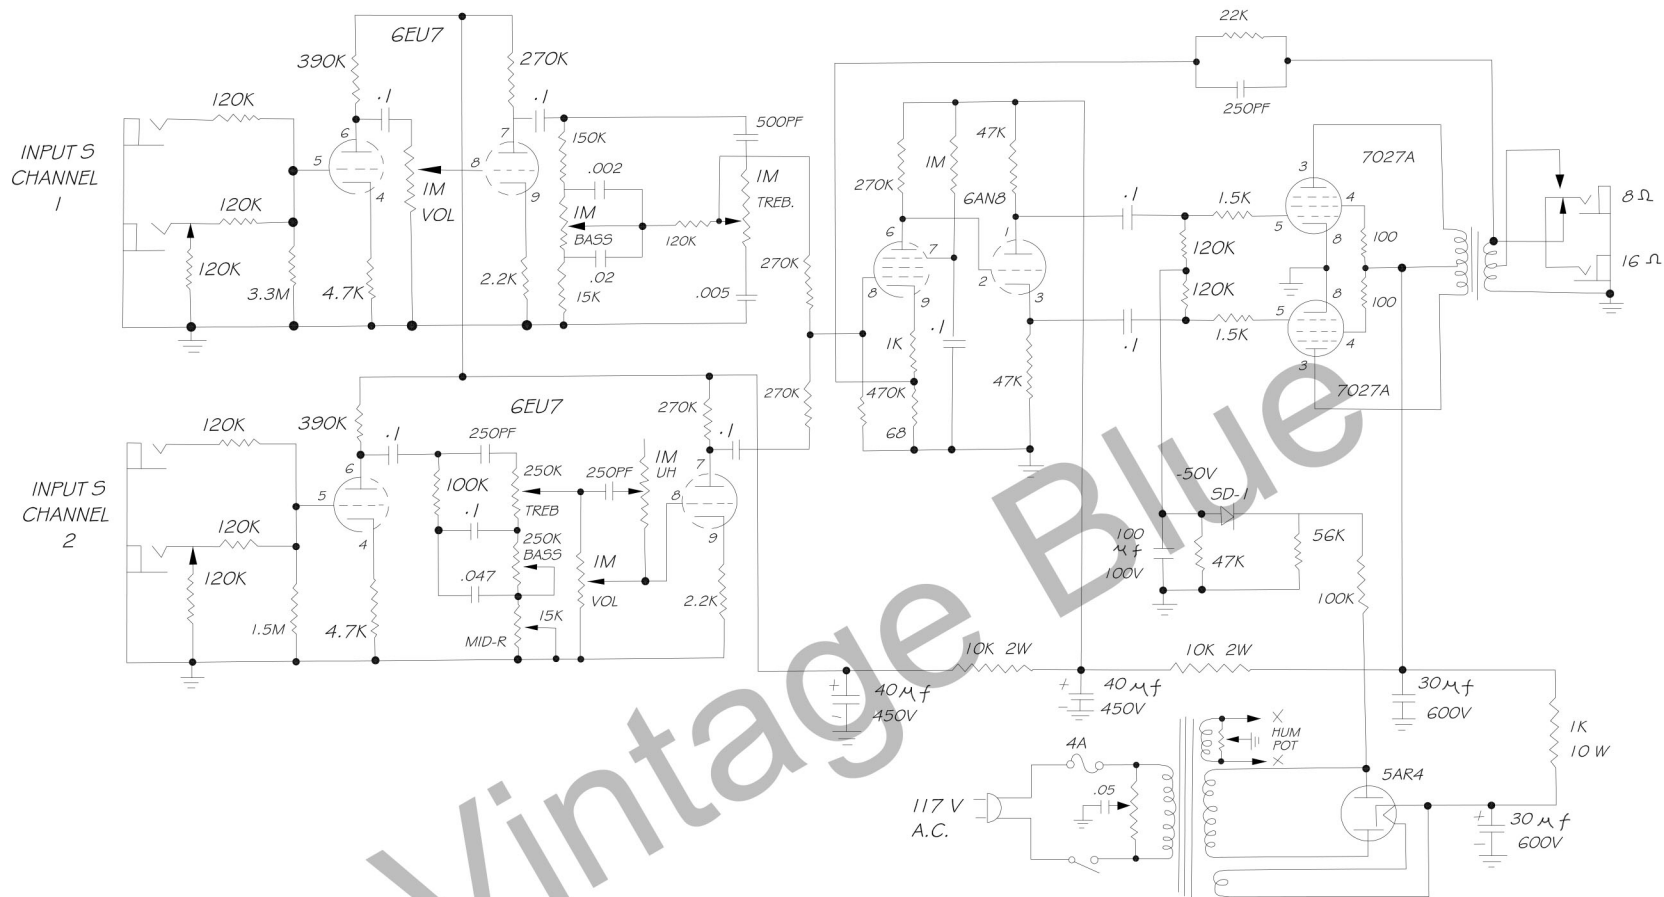 22K
250PF
6EU7
390K
270K
120K
.1
.1
6
7
5
8
4
9
INPUTS
CHANNEL
1
120K
120K
3.3M
4.7K
1M
VOL
2.2K
150K
.002
1M
BASS
.02
15K
120K
500PF
1M
TREB.
.005
270K
270K
270K
1M
47K
6AN8
6
7
8
9
1
2
3
.1
1K
470K
68
47K
.1
.1
1.5K
120K
120K
1.5K
7027A
3
4
5
8
100
100
8
5
4
3
7027A
8Ω
16 Ω
6EU7
390K
270K
INPUTS
CHANNEL
2
120K
120K
120K
1.5M
4.7K
6
5
4
.1
250PF
100K
.1
.047
250K
TREB
250K
BASS
15K
MID-R
250PF
1M
UH
1M
VOL
7
8
9
.1
2.2K
-50V
SD-1
100
μf
100V
47K
56K
100K
10K 2W
10K 2W
+
-
40 μf
450V
+
-
40 μf
450V
30 μf
600V
1K
10 W
X
HUM
POT
X
4A
.05
117 V
A.C.
5AR4
+
-
30 μf
600V
Vintage Blue